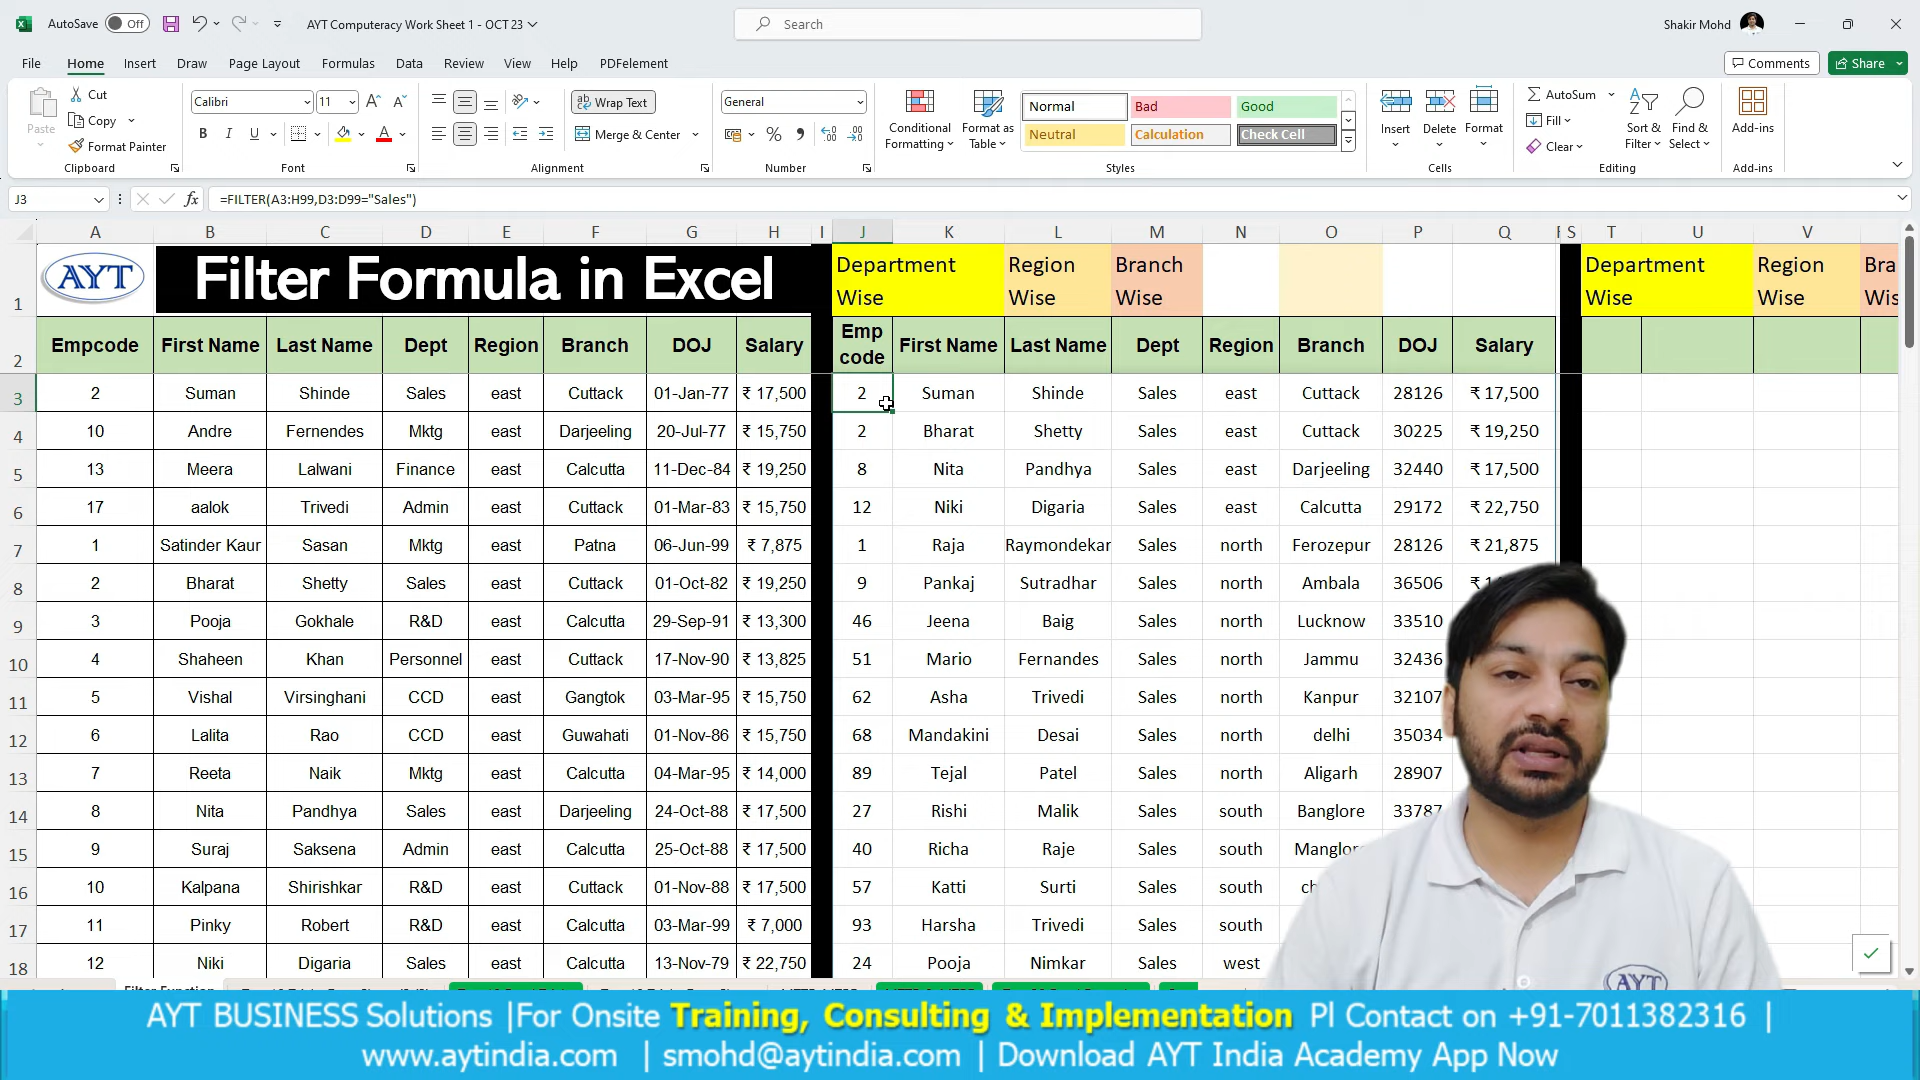 AutoSave Off AYT Computeracy Work Sheet 1 - OCT 23 Search Shakir Mohd
File Home Insert Draw Page Layout Formulas Data Review View Help PDFelement Comments Share
Paste Cut Copy Format Painter Clipboard
Calibri 11 B I U A Font
ab Wrap Text Merge & Center Alignment
General % Number
Conditional Formatting Format as Table
Normal Bad Good
Neutral Calculation Check Cell
Styles
Insert Delete Format Cells
AutoSum Fill Clear Sort & Filter Find & Select Editing
Add-ins Add-ins
J3 fx =FILTER(A3:H99,D3:D99="Sales")
A B C D E F G H I J K L M N O P Q S T U V
1 AYT Filter Formula in Excel Department Wise Region Wise Branch Wise Department Wise Region Wise
2 Empcode First Name Last Name Dept Region Branch DOJ Salary Emp code First Name Last Name Dept Region Branch DOJ Salary
3 2 Suman Shinde Sales east Cuttack 01-Jan-77 ₹ 17,500 2 Suman Shinde Sales east Cuttack 28126 ₹ 17,500
4 10 Andre Fernendes Mktg east Darjeeling 20-Jul-77 ₹ 15,750 2 Bharat Shetty Sales east Cuttack 30225 ₹ 19,250
5 13 Meera Lalwani Finance east Calcutta 11-Dec-84 ₹ 19,250 8 Nita Pandhya Sales east Darjeeling 32440 ₹ 17,500
6 17 aalok Trivedi Admin east Cuttack 01-Mar-83 ₹ 15,750 12 Niki Digaria Sales east Calcutta 29172 ₹ 22,750
7 1 Satinder Kaur Sasan Mktg east Patna 06-Jun-99 ₹ 7,875 1 Raja Raymondekar Sales north Ferozepur 28126 ₹ 21,875
8 2 Bharat Shetty Sales east Cuttack 01-Oct-82 ₹ 19,250 9 Pankaj Sutradhar Sales north Ambala 36506
9 3 Pooja Gokhale R&D east Calcutta 29-Sep-91 ₹ 13,300 46 Jeena Baig Sales north Lucknow 33510
10 4 Shaheen Khan Personnel east Cuttack 17-Nov-90 ₹ 13,825 51 Mario Fernandes Sales north Jammu 32436
11 5 Vishal Virsinghani CCD east Gangtok 03-Mar-95 ₹ 15,750 62 Asha Trivedi Sales north Kanpur 32107
12 6 Lalita Rao CCD east Guwahati 01-Nov-86 ₹ 15,750 68 Mandakini Desai Sales north delhi 35034
13 7 Reeta Naik Mktg east Calcutta 04-Mar-95 ₹ 14,000 89 Tejal Patel Sales north Aligarh 28907
14 8 Nita Pandhya Sales east Darjeeling 24-Oct-88 ₹ 17,500 27 Rishi Malik Sales south Banglore 33787
15 9 Suraj Saksena Admin east Calcutta 25-Oct-88 ₹ 17,500 40 Richa Raje Sales south
16 10 Kalpana Shirishkar R&D east Cuttack 01-Nov-88 ₹ 17,500 57 Katti Surti Sales south
17 11 Pinky Robert R&D east Calcutta 03-Mar-99 ₹ 7,000 93 Harsha Trivedi Sales south
18 12 Niki Digaria Sales east Calcutta 13-Nov-79 ₹ 22,750 24 Pooja Nimkar Sales west
AYT
AYT BUSINESS Solutions |For Onsite Training, Consulting & Implementation Pl Contact on +91-7011382316 |
www.aytindia.com | smohd@aytindia.com | Download AYT India Academy App Now